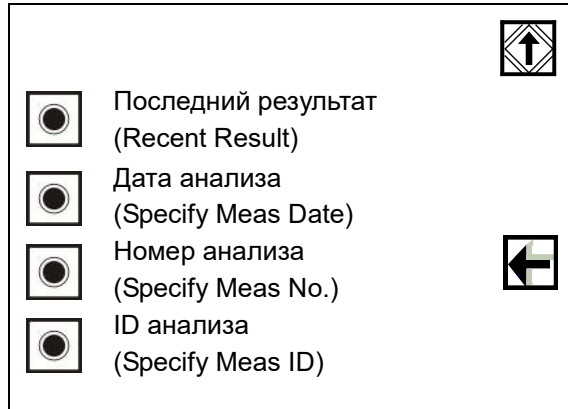 Последний результат
(Recent Result)
Дата анализа
(Specify Meas Date)
Номер анализа
(Specify Meas No.)
ID анализа
(Specify Meas ID)